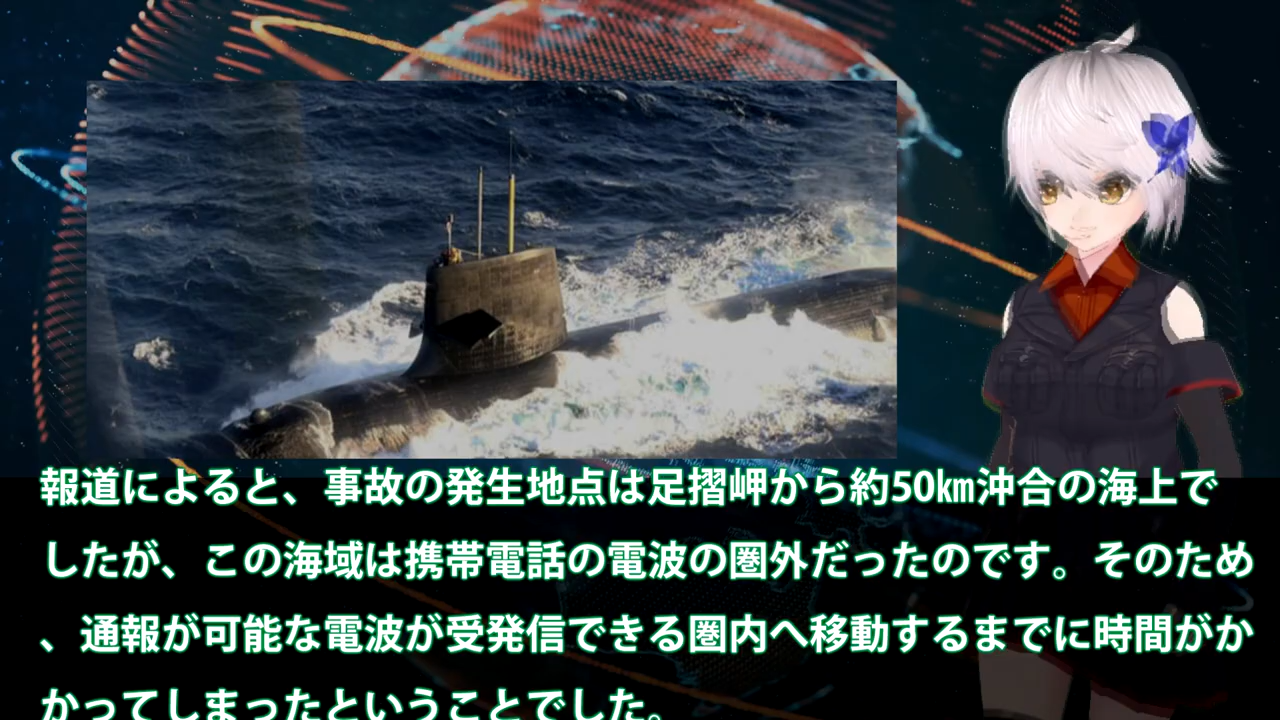 報道によると、事故の発生地点は足摺岬から約50㎞沖合の海上で
したが、この海域は携帯電話の電波の圏外だったのです。そのため
、通報が可能な電波が受発信できる圏内へ移動するまでに時間がか
かってしまったということでした。